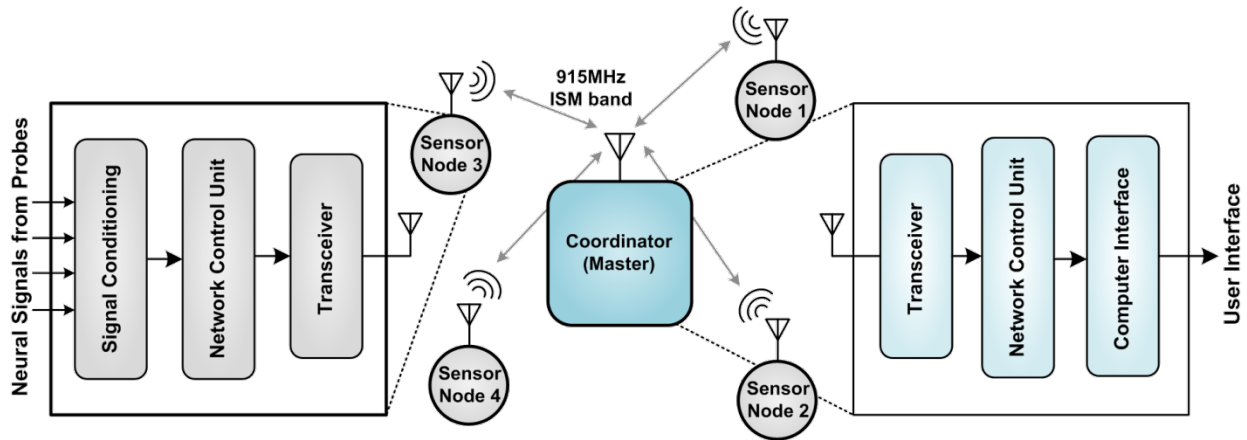 Neural Signals from Probes
Signal Conditioning
Network Control Unit
Transceiver
Sensor
Node 3
915MHz
ISM band
Sensor
Node 1
Coordinator
(Master)
Sensor
Node 4
Sensor
Node 2
Transceiver
Network Control Unit
Computer Interface
User Interface